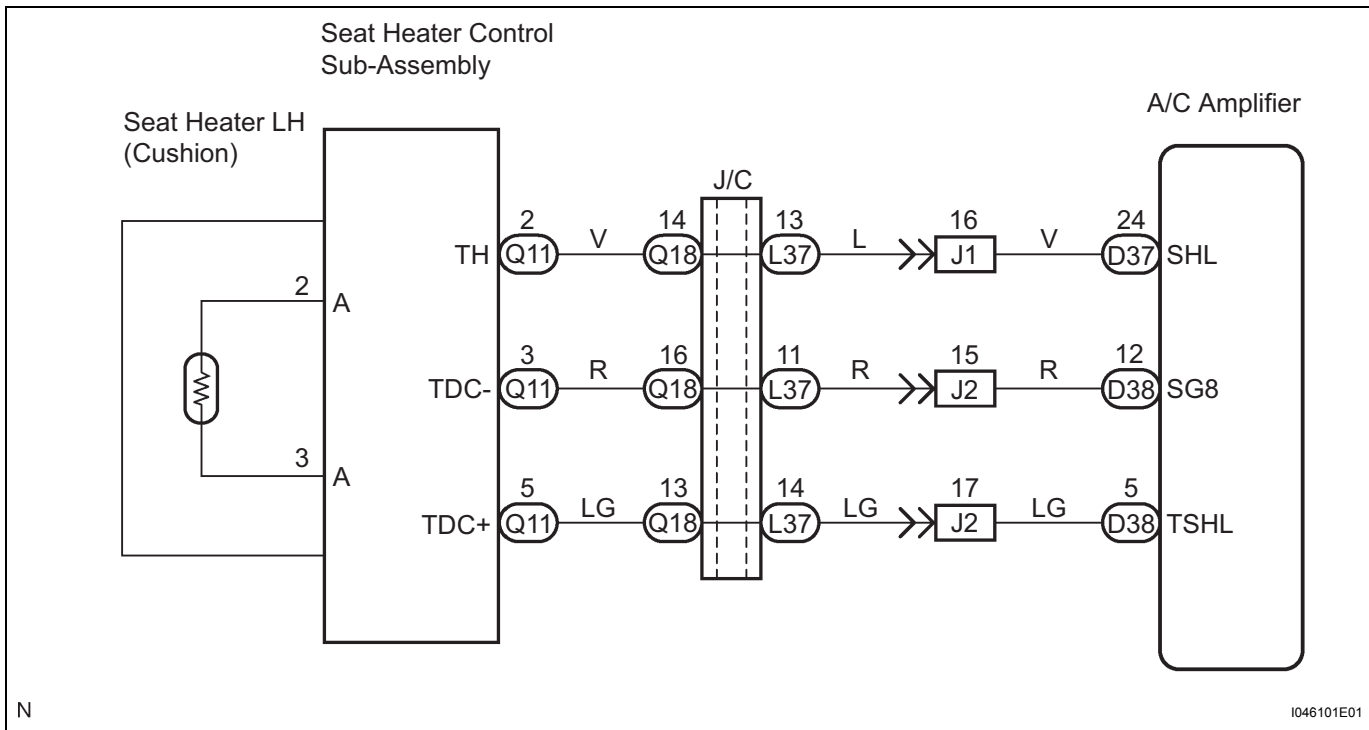 Seat Heater Control
Sub-Assembly
A/C Amplifier
Seat Heater LH
(Cushion)
J/C
2 14 13 16 24
TH Q11 V Q18 L37 L J1 V D37 SHL
2
A
3 16 11 15 12
TDC- Q11 R Q18 L37 R J2 R D38 SG8
3
A
5 13 14 17 5
TDC+ Q11 LG Q18 L37 LG J2 LG D38 TSHL
N
I046101E01